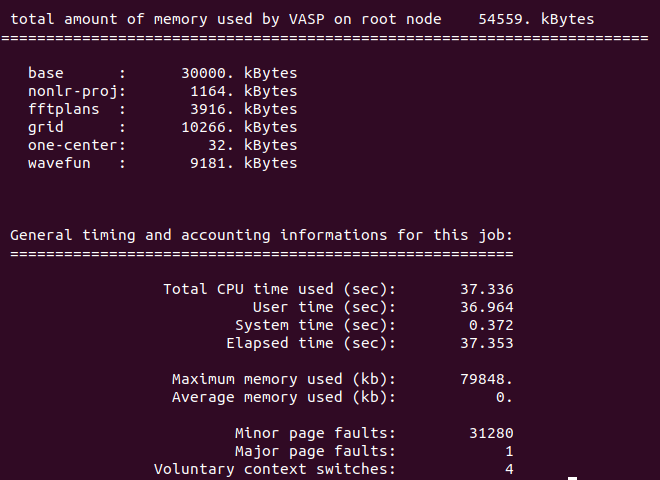 total amount of memory used by VASP on root node    54559. kBytes
========================================================================
base      :      30000. kBytes
nonlr-proj:       1164. kBytes
fftplans  :       3916. kBytes
grid      :      10266. kBytes
one-center:         32. kBytes
wavefun   :       9181. kBytes
General timing and accounting informations for this job:
========================================================
Total CPU time used (sec):       37.336
User time (sec):       36.964
System time (sec):        0.372
Elapsed time (sec):       37.353
Maximum memory used (kb):       79848.
Average memory used (kb):           0.
Minor page faults:        31280
Major page faults:            1
Voluntary context switches:            4